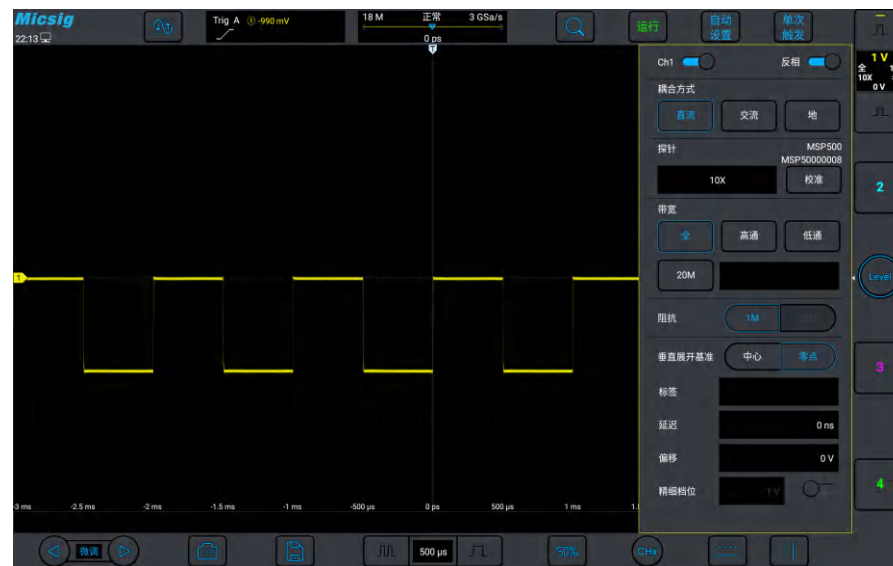 Micsig
22:13
Trig A ① -990 mV
18 M 正常 3 GSa/s
0 ps
T
运行
自动
设置
单次
触发
Ch1 反相
1 V
全
10X
0 V
耦合方式
直流 交流 地
探针 MSP500
MSP50000008
10X 校准
2
带宽
全 高通 低通
20M
1
Level
阻抗 1M
垂直展开基准 中心 零点
3
标签
延迟 0 ns
偏移 0 V
精细档位 1 V
4
-3 ms -2.5 ms -2 ms -1.5 ms -1 ms -500 μs 0 ps 500 μs 1 ms 1.
微调 500 μs 50% CHx